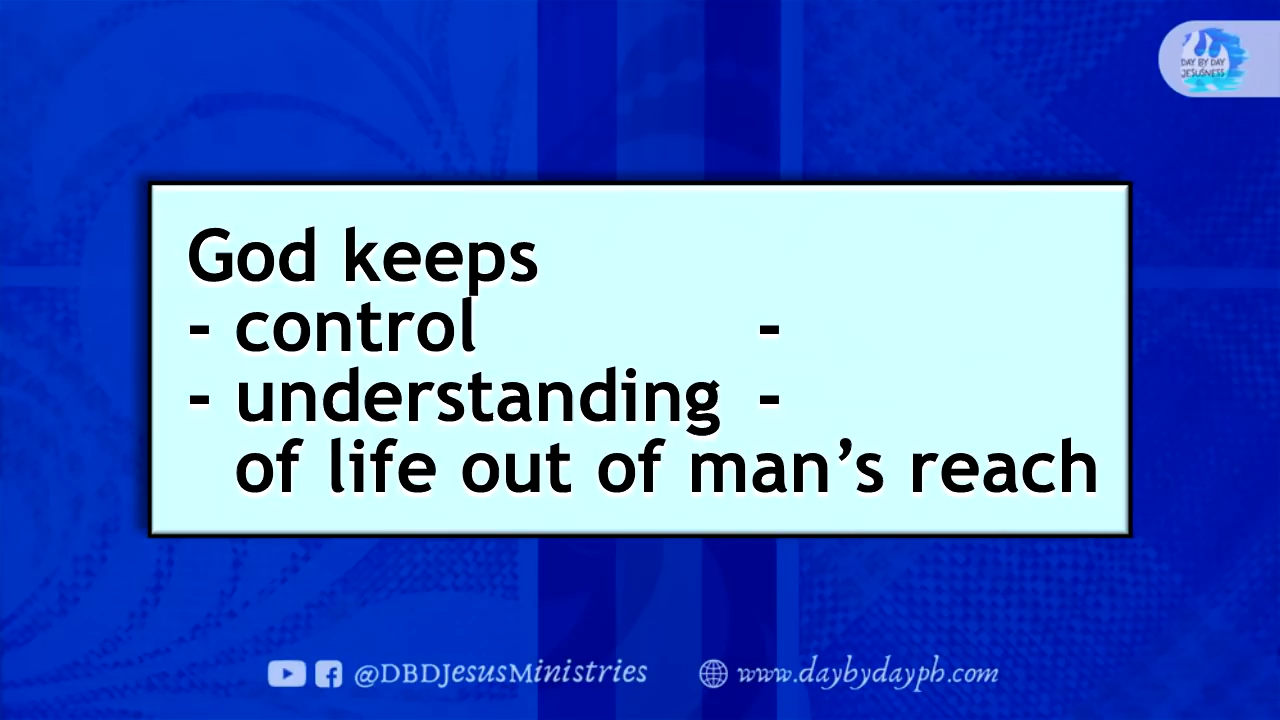 DAY BY DAY
JESUSNESS
God keeps
- control -
- understanding -
of life out of man’s reach
@DBDJesusMinistries
www.daybydayph.com